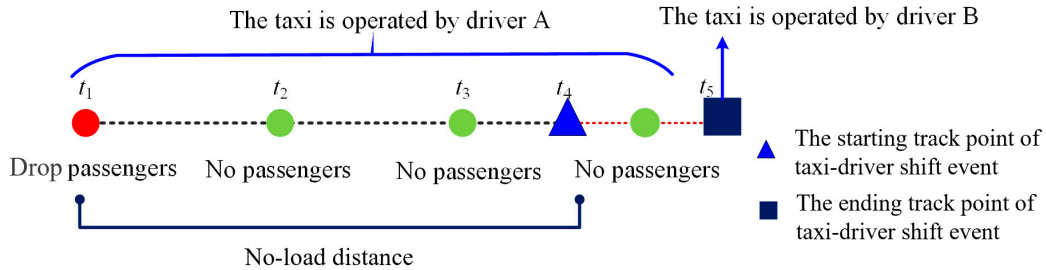 The taxi is operated by driver A
The taxi is operated by driver B
t1
t2
t3
t4
t5
Drop passengers
No passengers
No passengers
No passengers
No-load distance
The starting track point of
taxi-driver shift event
The ending track point of
taxi-driver shift event